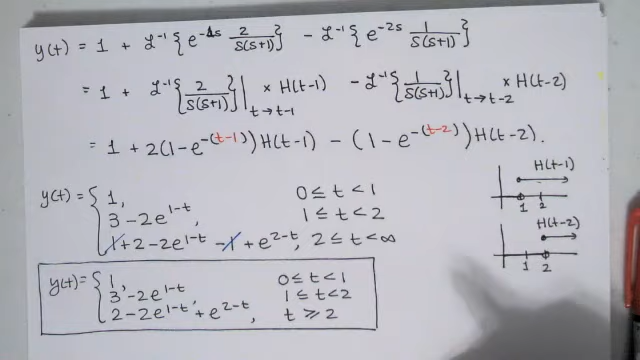 y(t) = 1 + ℒ⁻¹{e^{-1s} 2/(s(s+1))} - ℒ⁻¹{e^{-2s} 1/(s(s+1))}
= 1 + ℒ⁻¹{2/(s(s+1))}|_{t→t-1} × H(t-1) - ℒ⁻¹{1/(s(s+1))}|_{t→t-2} × H(t-2)
= 1 + 2(1-e^{-(t-1)})H(t-1) - (1-e^{-(t-2)})H(t-2).
y(t) = { 1, 0 ≤ t < 1
3 - 2e^{1-t}, 1 ≤ t < 2
1 + 2 - 2e^{1-t} - 1 + e^{2-t}, 2 ≤ t < ∞
H(t-1)
1 2
H(t-2)
1 2
y(t) = { 1, 0 ≤ t < 1
3 - 2e^{1-t}, 1 ≤ t < 2
2 - 2e^{1-t} + e^{2-t}, t ≥ 2